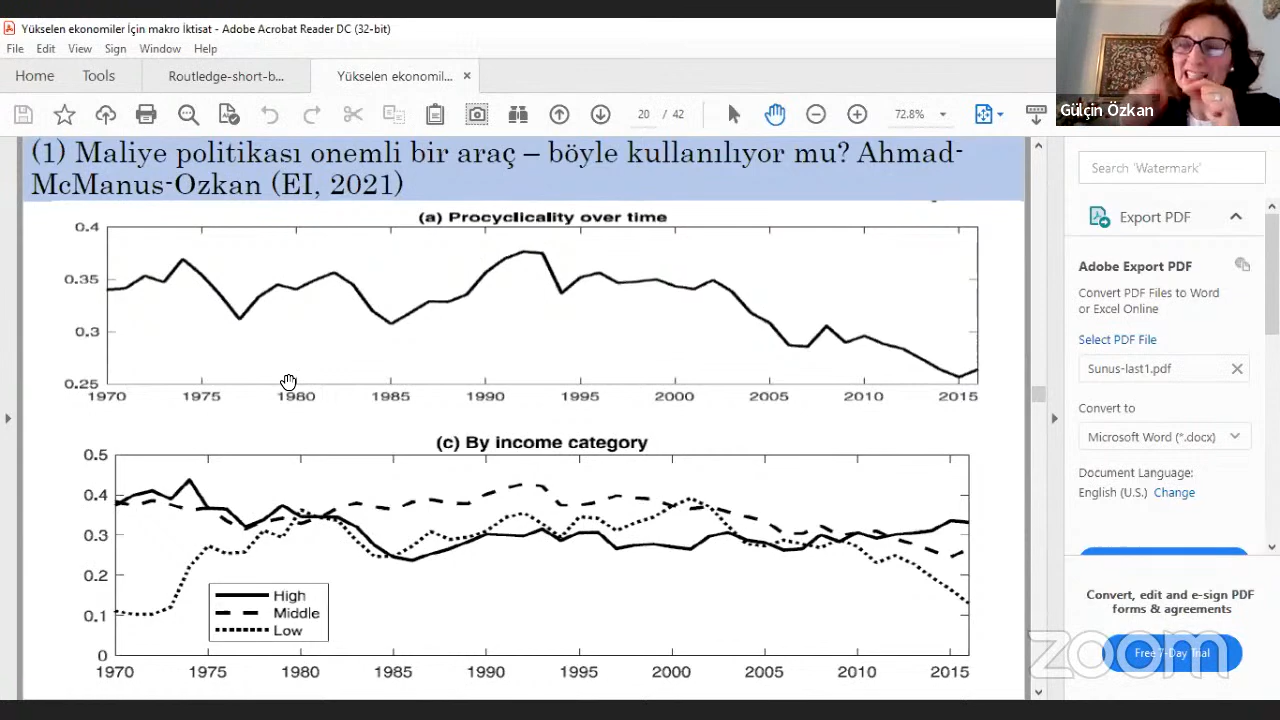 Yükselen ekonomiler İçin makro İktisat - Adobe Acrobat Reader DC (32-bit)
File Edit View Sign Window Help
Home Tools Routledge-short-b... Yükselen ekonomil... ×
20 / 42 72.8%
Gülçin Özkan
(1) Maliye politikası onemli bir araç – böyle kullanılıyor mu? Ahmad-
McManus-Ozkan (EI, 2021)
(a) Procyclicality over time
0.4
0.35
0.3
0.25
1970 1975 1980 1985 1990 1995 2000 2005 2010 2015
(c) By income category
0.5
0.4
0.3
0.2
0.1
0
High
Middle
Low
1970 1975 1980 1985 1990 1995 2000 2005 2010 2015
Search 'Watermark'
Export PDF
Adobe Export PDF
Convert PDF Files to Word
or Excel Online
Select PDF File
Sunus-last1.pdf
Convert to
Microsoft Word (*.docx)
Document Language:
English (U.S.) Change
Convert, edit and e-sign PDF
forms & agreements
Free 7-Day Trial
zoom